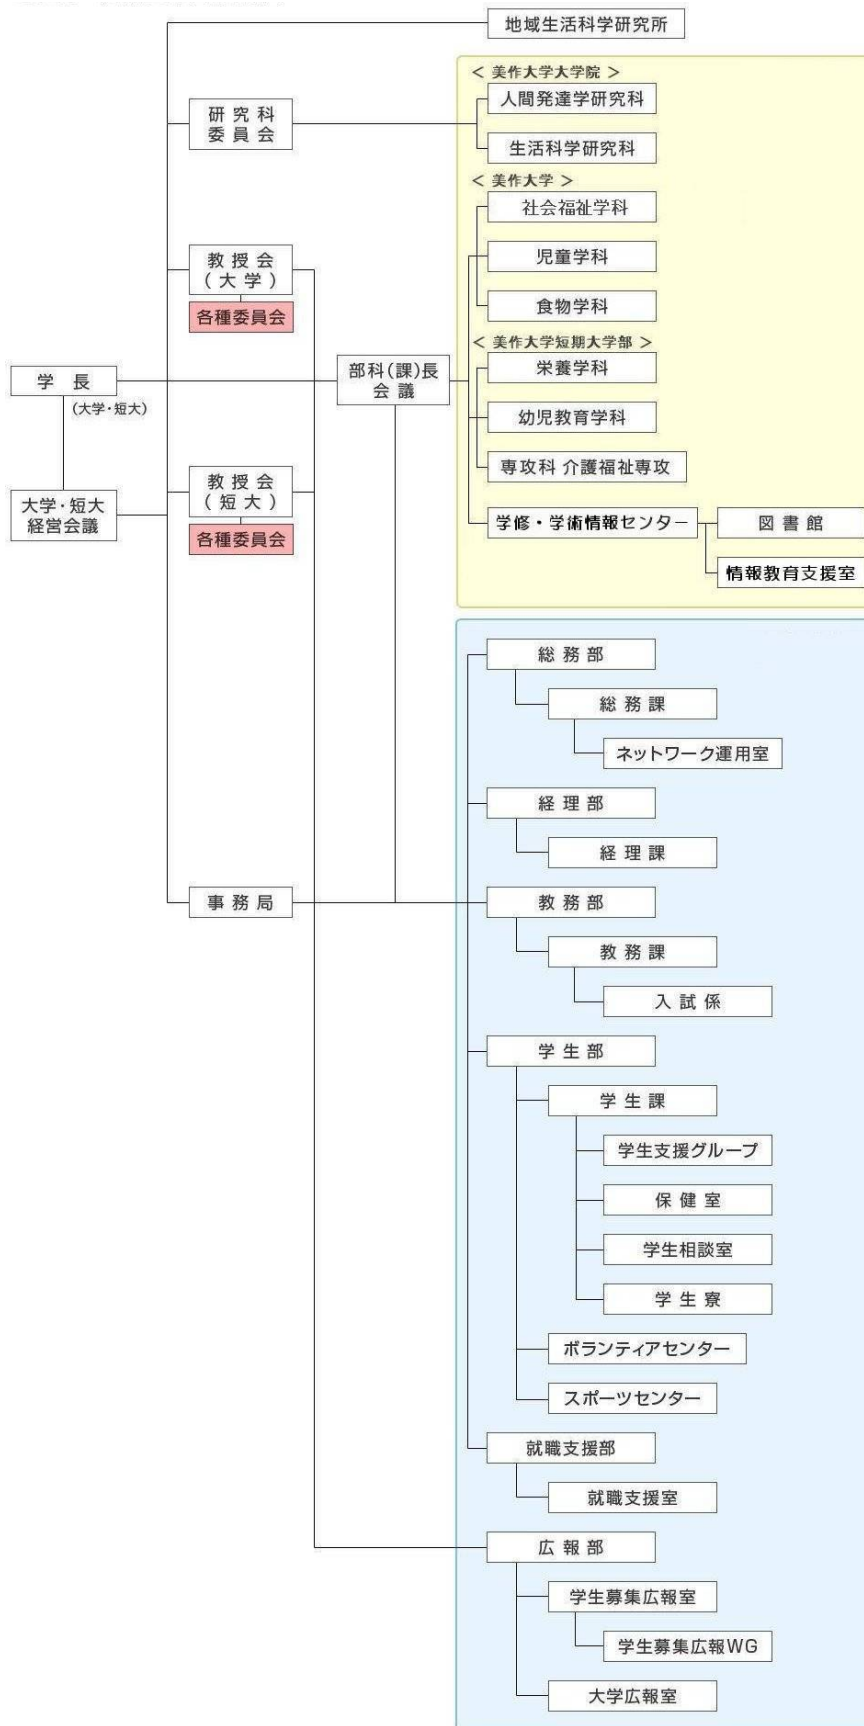 地域生活科学研究所
＜ 美作大学大学院 ＞
人間発達学研究科
研究科
委員会
生活科学研究科
＜ 美作大学 ＞
社会福祉学科
教授会
(大学)
児童学科
各種委員会
食物学科
＜ 美作大学短期大学部 ＞
学長
(大学・短大)
部科(課)長
会議
栄養学科
幼児教育学科
専攻科 介護福祉専攻
大学・短大
経営会議
教授会
(短大)
各種委員会
学修・学術情報センター
図書館
情報教育支援室
総務部
総務課
ネットワーク運用室
経理部
経理課
事務局
教務部
教務課
入試係
学生部
学生課
学生支援グループ
保健室
学生相談室
学生寮
ボランティアセンター
スポーツセンター
就職支援部
就職支援室
広報部
学生募集広報室
学生募集広報WG
大学広報室